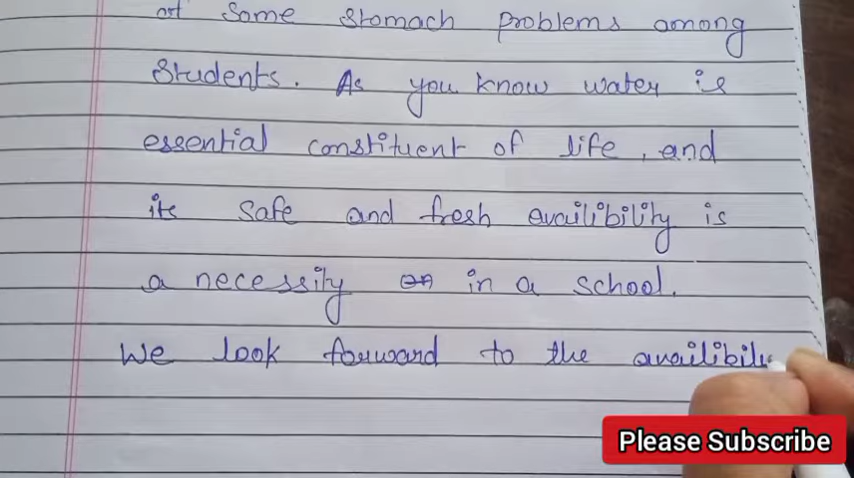 of some stomach problems among
students. As you know water is
essential constituent of life, and
its safe and fresh availibility is
a necessity in a school.
We look forward to the availibili
Please Subscribe